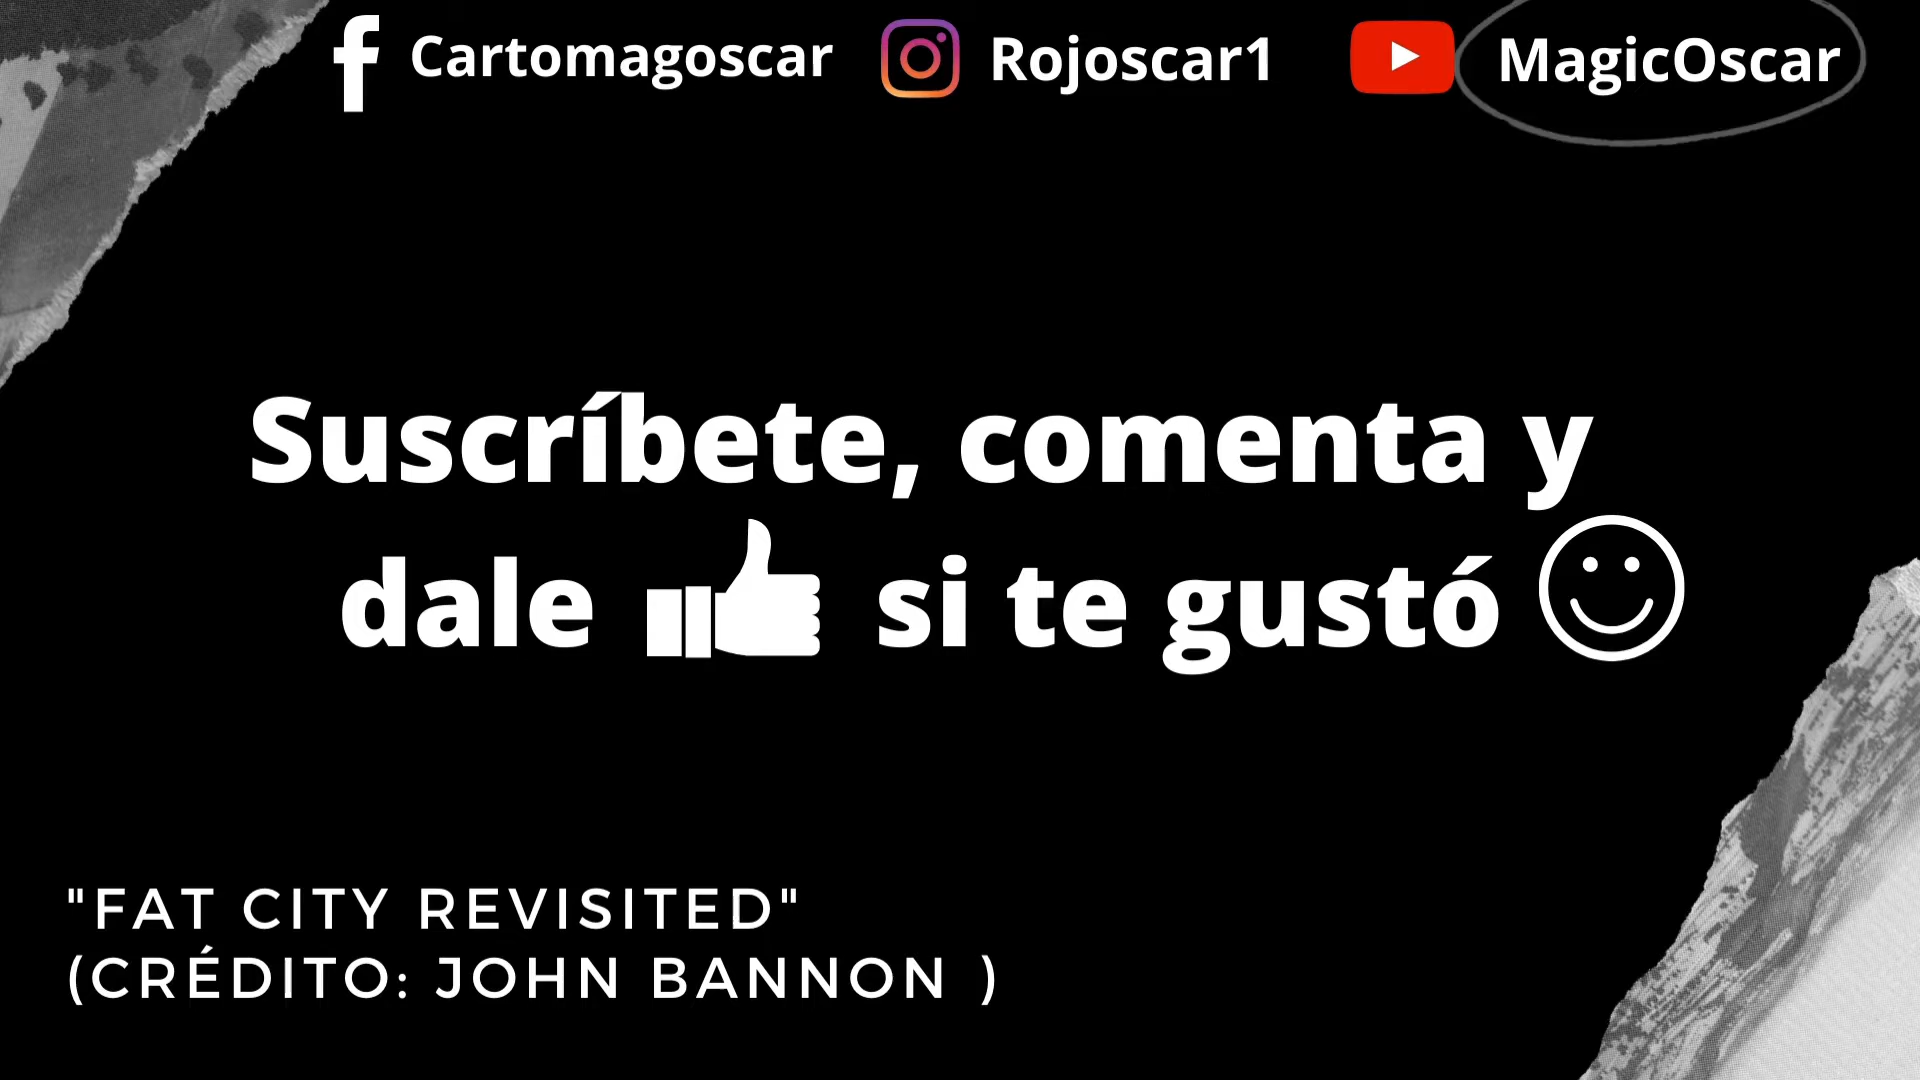 Cartomagoscar Rojoscar1 MagicOscar
Suscríbete, comenta y
dale si te gustó
"FAT CITY REVISITED"
(CRÉDITO: JOHN BANNON )